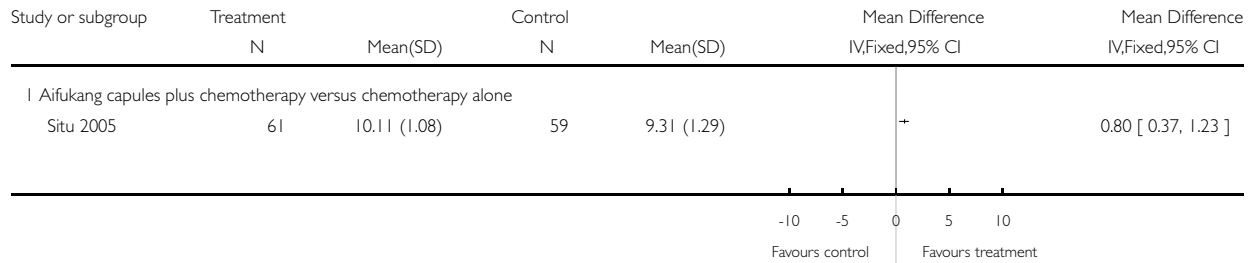 Study or subgroup Treatment Control Mean Difference Mean Difference
N Mean(SD) N Mean(SD) IV,Fixed,95% CI IV,Fixed,95% CI
1 Aifukang capules plus chemotherapy versus chemotherapy alone
Situ 2005 61 10.11 (1.08) 59 9.31 (1.29) 0.80 [ 0.37, 1.23 ]
-10 -5 0 5 10
Favours control Favours treatment